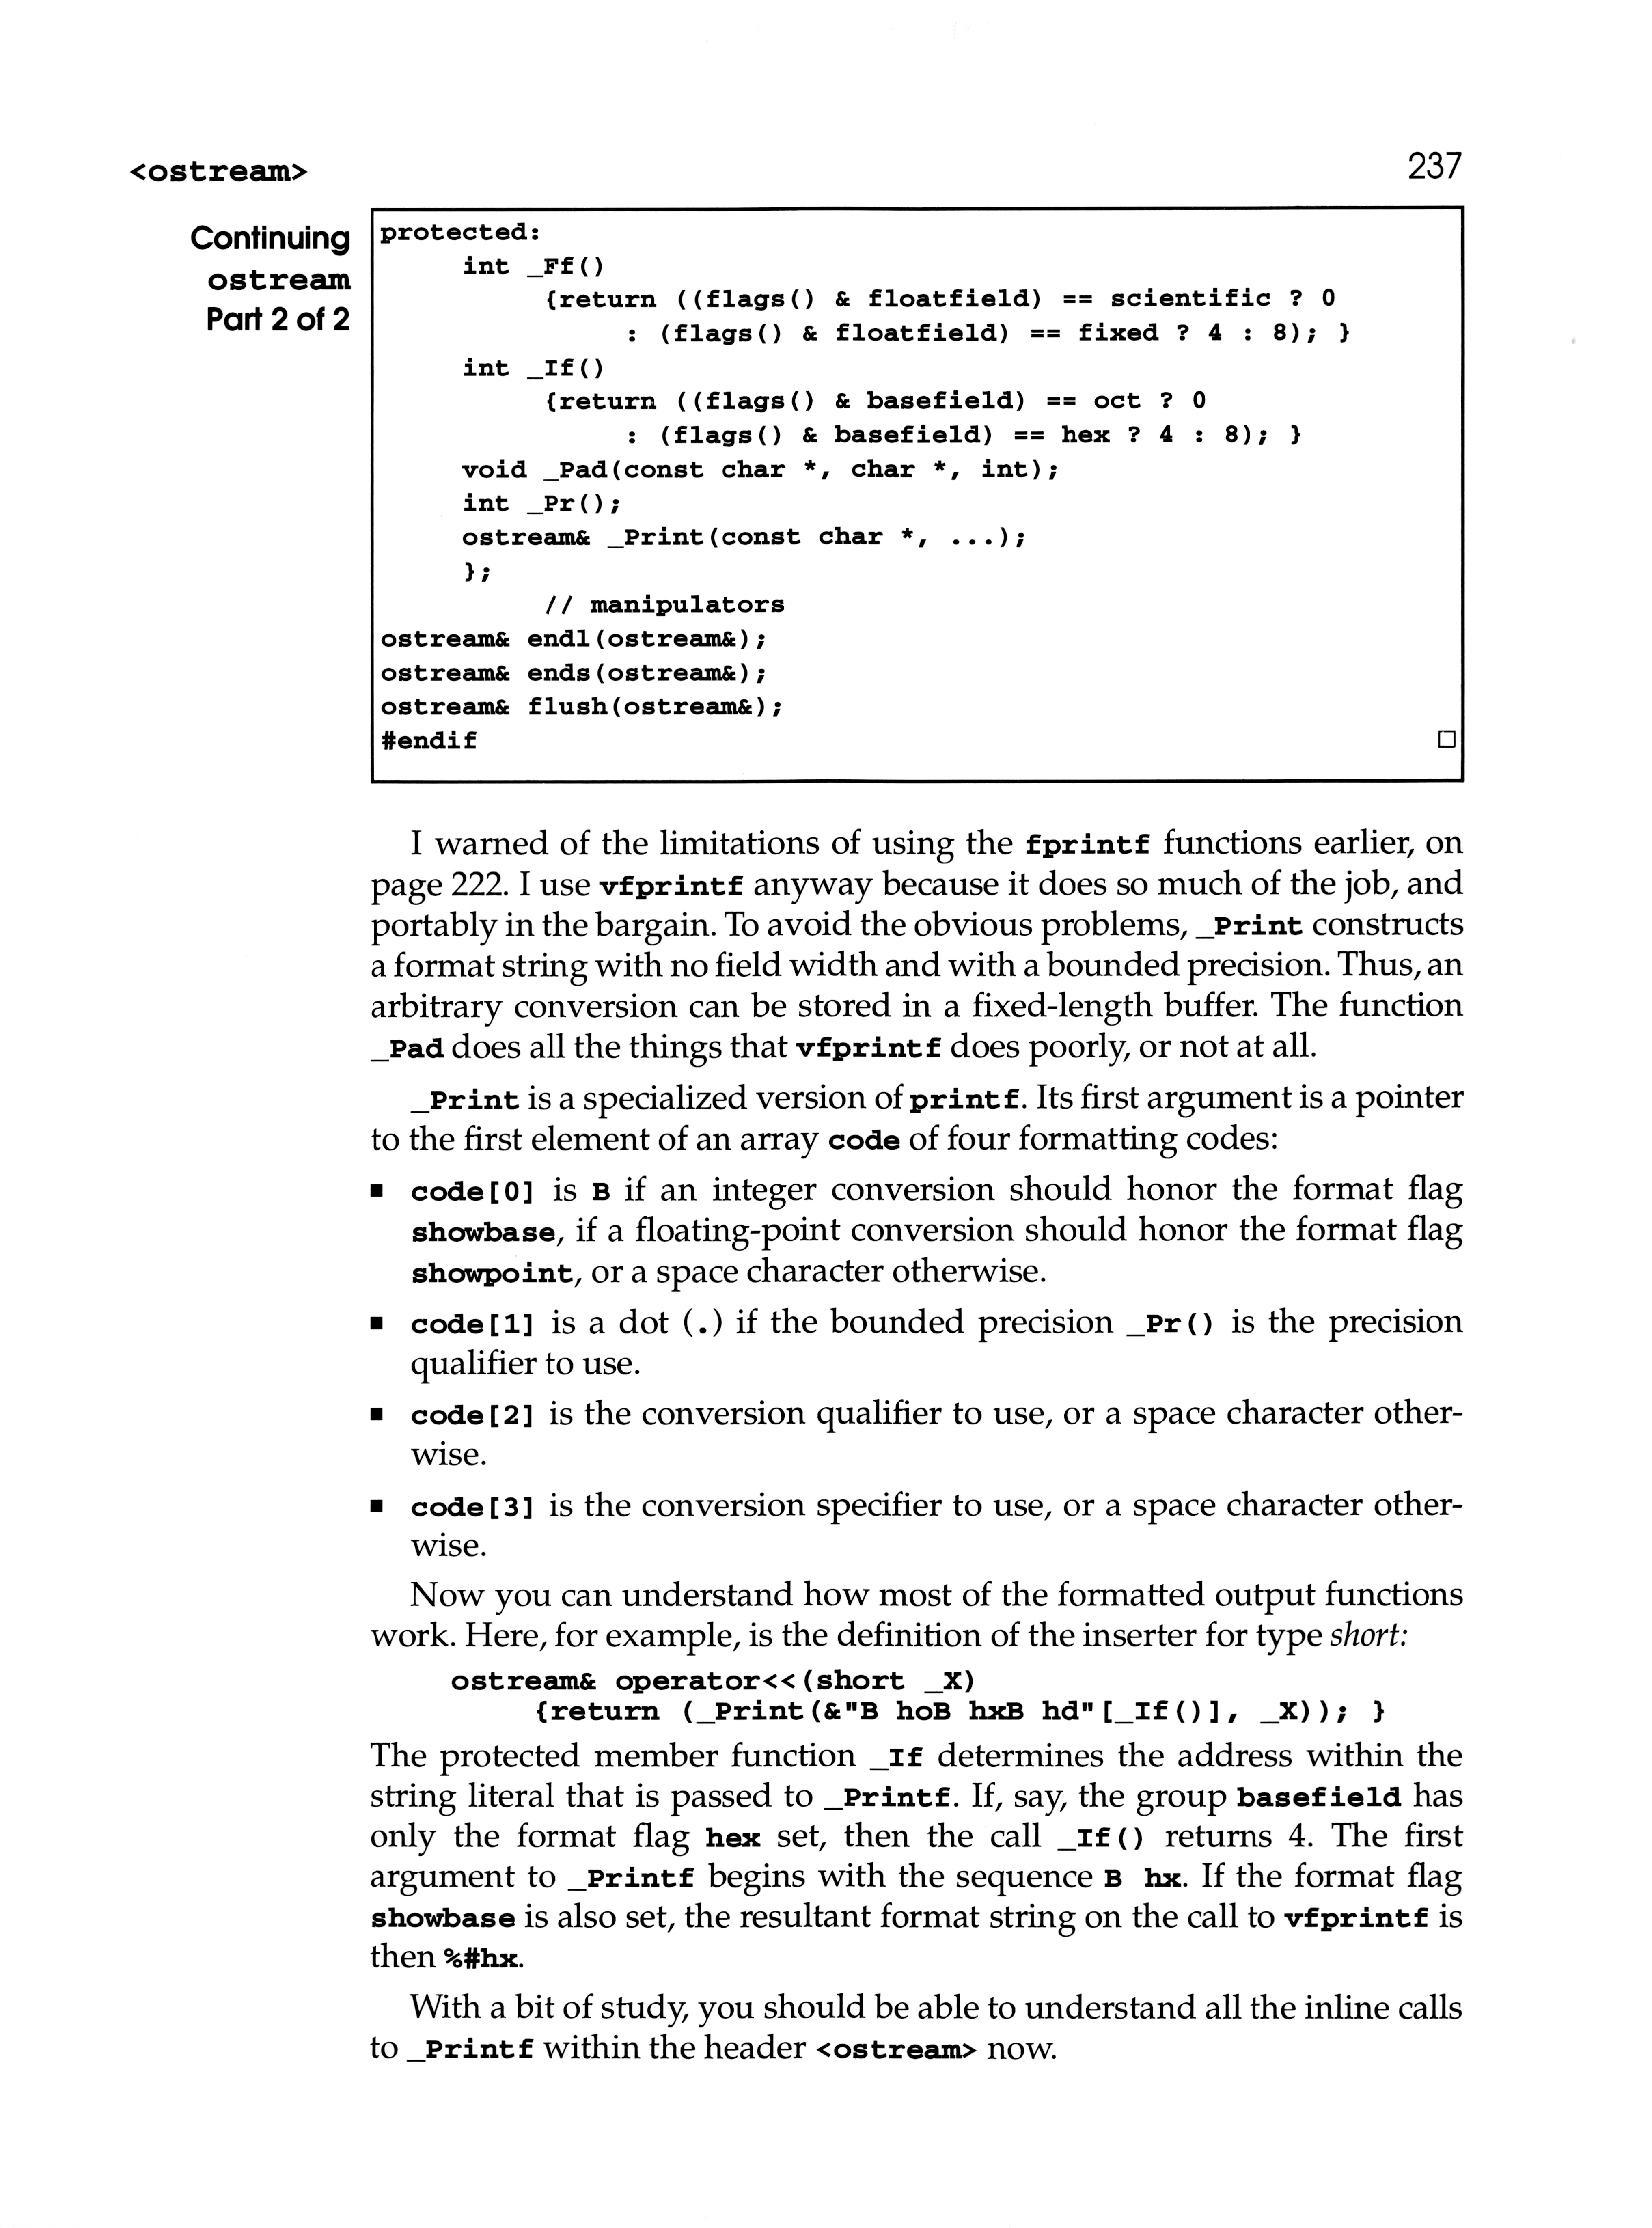 <ostream>
237
Continuing
ostream
Part 2 of 2
protected:
int _Ff()
{return ((flags() & floatfield) == scientific ? 0
: (flags() & floatfield) == fixed ? 4 : 8); }
int _If()
{return ((flags() & basefield) == oct ? 0
: (flags() & basefield) == hex ? 4 : 8); }
void _Pad(const char *, char *, int);
int _Pr();
ostream& _Print(const char *, ...);
};
// manipulators
ostream& endl(ostream&);
ostream& ends(ostream&);
ostream& flush(ostream&);
#endif □
I warned of the limitations of using the fprintf functions earlier, on
page 222. I use vfprintf anyway because it does so much of the job, and
portably in the bargain. To avoid the obvious problems, _Print constructs
a format string with no field width and with a bounded precision. Thus, an
arbitrary conversion can be stored in a fixed-length buffer. The function
_Pad does all the things that vfprintf does poorly, or not at all.
_Print is a specialized version of printf. Its first argument is a pointer
to the first element of an array code of four formatting codes:
■ code[0] is B if an integer conversion should honor the format flag
showbase, if a floating-point conversion should honor the format flag
showpoint, or a space character otherwise.
■ code[1] is a dot (.) if the bounded precision _Pr() is the precision
qualifier to use.
■ code[2] is the conversion qualifier to use, or a space character other-
wise.
■ code[3] is the conversion specifier to use, or a space character other-
wise.
Now you can understand how most of the formatted output functions
work. Here, for example, is the definition of the inserter for type short:
ostream& operator<<(short _X)
{return (_Print(&"B hoB hxB hd"[_If()], _X)); }
The protected member function _If determines the address within the
string literal that is passed to _Printf. If, say, the group basefield has
only the format flag hex set, then the call _If() returns 4. The first
argument to _Printf begins with the sequence B hx. If the format flag
showbase is also set, the resultant format string on the call to vfprintf is
then %#hx.
With a bit of study, you should be able to understand all the inline calls
to _Printf within the header <ostream> now.